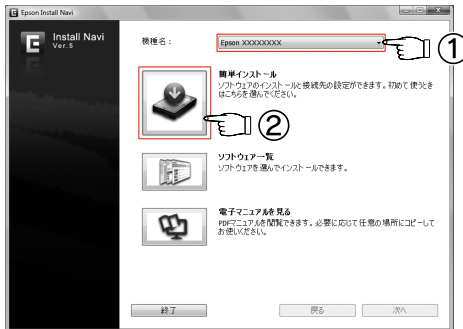 Epson Install Navi
Install Navi
Ver.5
機種名：
Epson XXXXXXXX
①
簡単インストール
ソフトウェアのインストールと接続先の設定ができます。初めて使うとき
はこちらを選んでください。
②
ソフトウェア一覧
ソフトウェアを選んでインストールできます。
電子マニュアルを見る
PDFマニュアルを閲覧できます。必要に応じて任意の場所にコピーして
お使いください。
終了
戻る
次へ